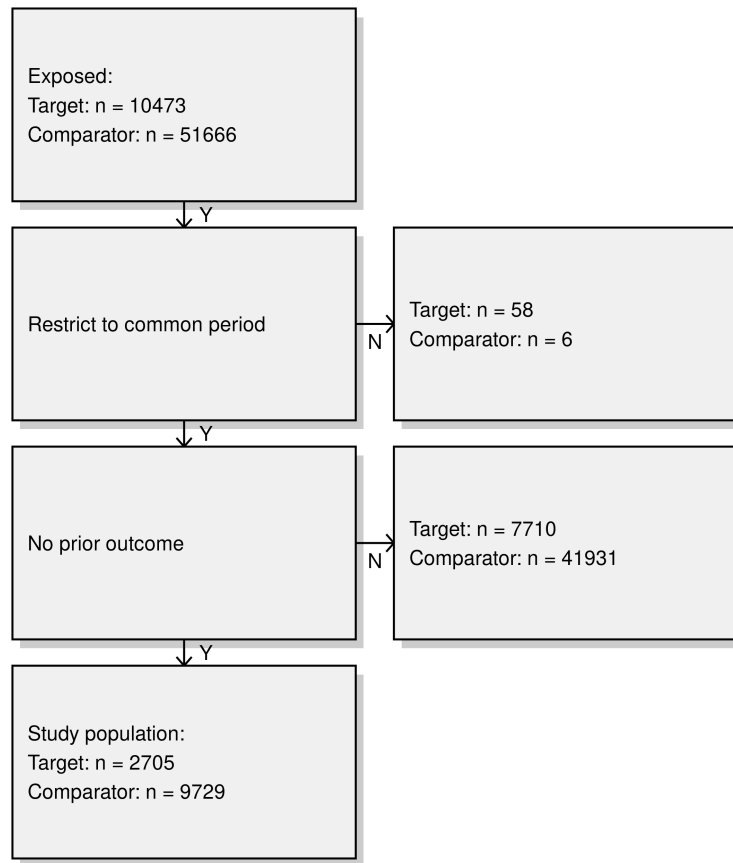 Exposed:
Target: n = 10473
Comparator: n = 51666
Y
Restrict to common period
N
Target: n = 58
Comparator: n = 6
Y
No prior outcome
N
Target: n = 7710
Comparator: n = 41931
Y
Study population:
Target: n = 2705
Comparator: n = 9729